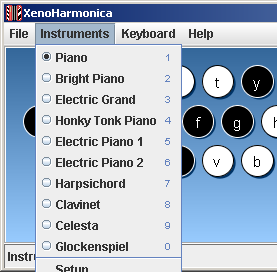 XenoHarmonica
File Instruments Keyboard Help
Piano 1
Bright Piano 2
Electric Grand 3
Honky Tonk Piano 4
Electric Piano 1 5
Electric Piano 2 6
Harpsichord 7
Clavinet 8
Celesta 9
Glockenspiel 0
Setup
t y
f g h
v b
Instru